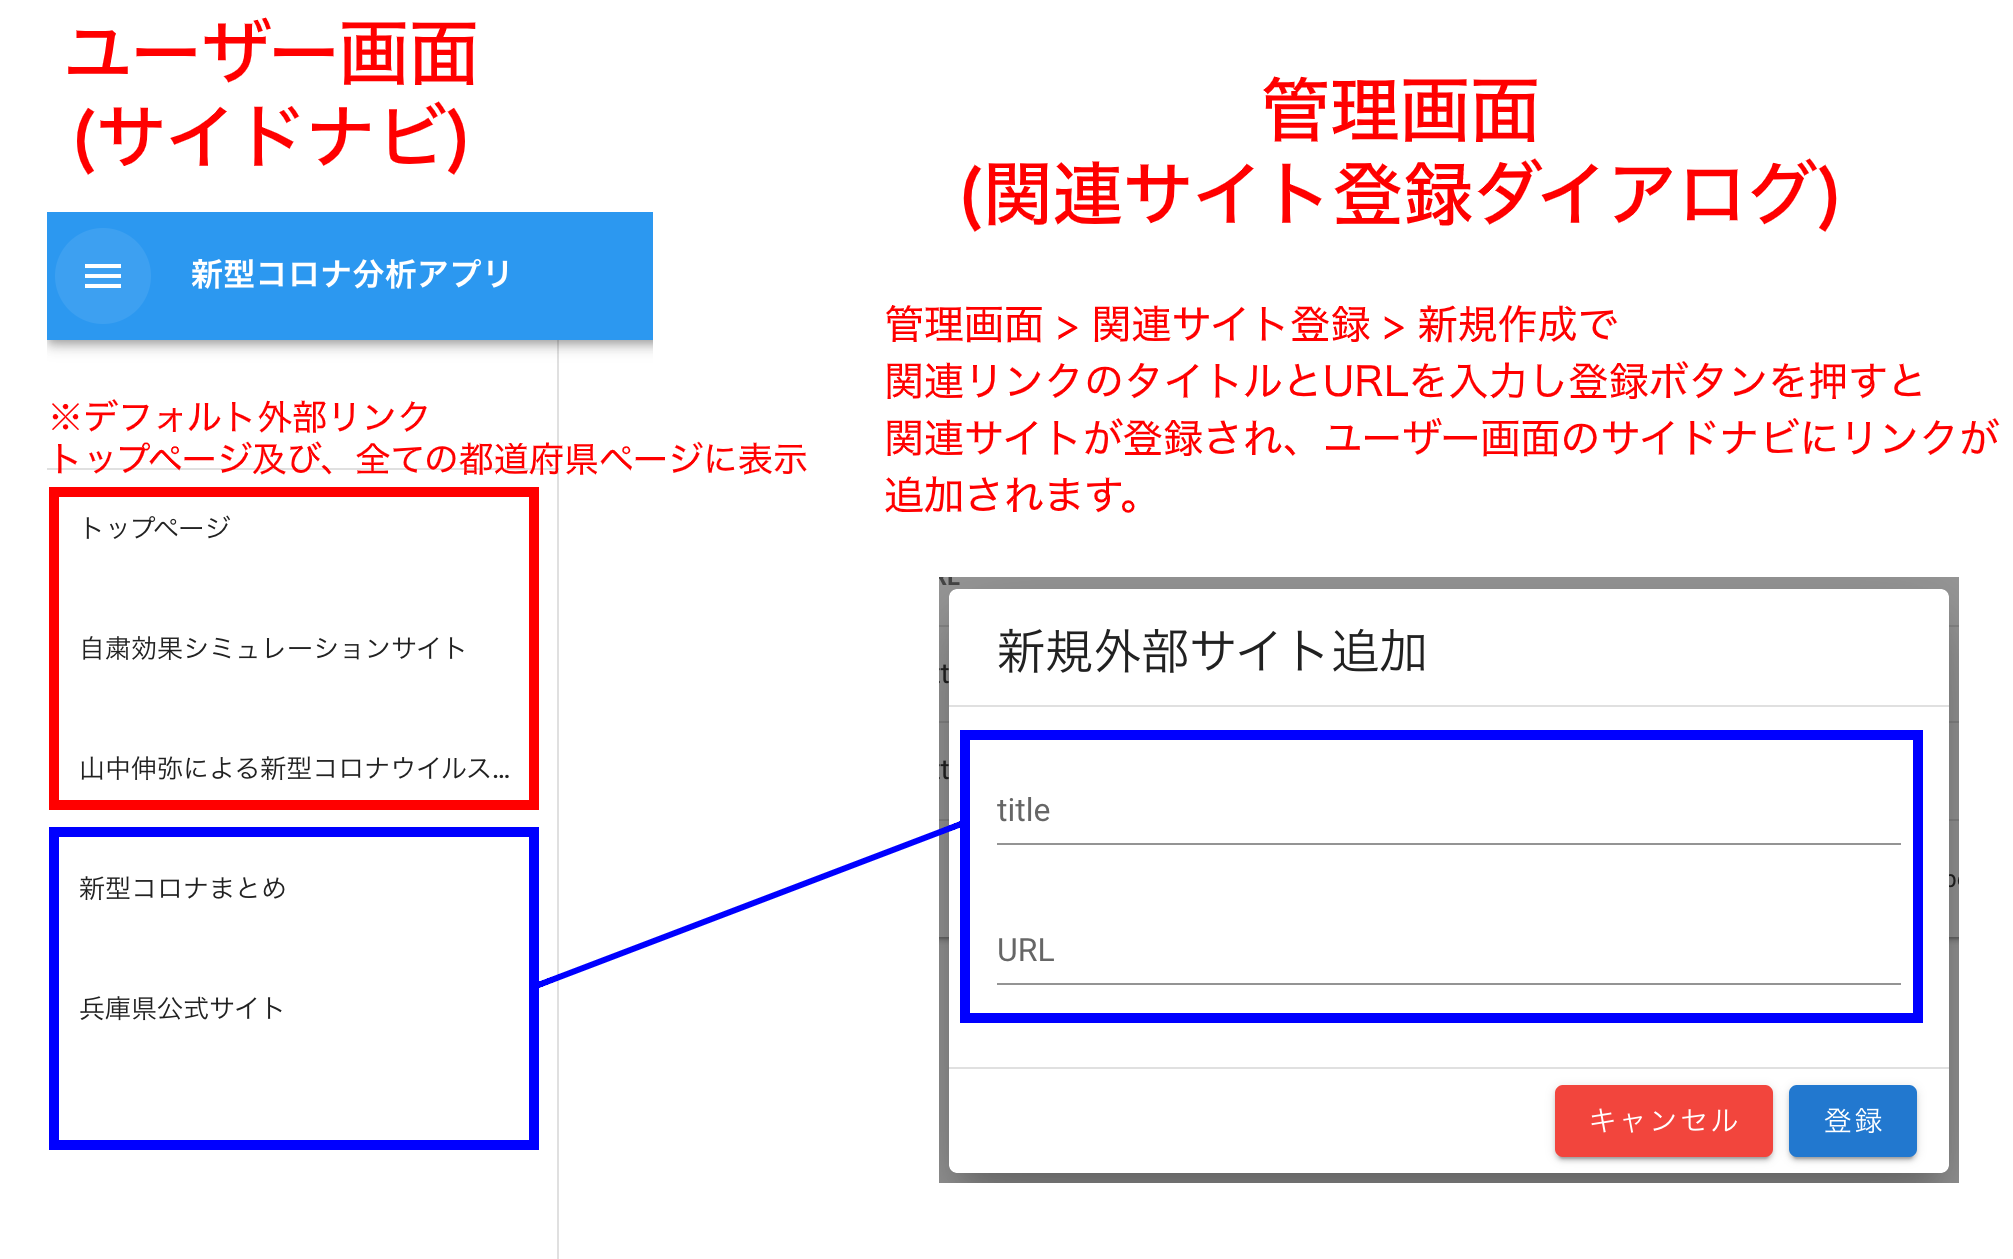 ユーザー画面
(サイドナビ)
新型コロナ分析アプリ
※デフォルト外部リンク
トップページ及び、全ての都道府県ページに表示
トップページ
自粛効果シミュレーションサイト
山中伸弥による新型コロナウイルス...
新型コロナまとめ
兵庫県公式サイト
管理画面
(関連サイト登録ダイアログ)
管理画面 > 関連サイト登録 > 新規作成で
関連リンクのタイトルとURLを入力し登録ボタンを押すと
関連サイトが登録され、ユーザー画面のサイドナビにリンクが
追加されます。
新規外部サイト追加
title
URL
キャンセル
登録